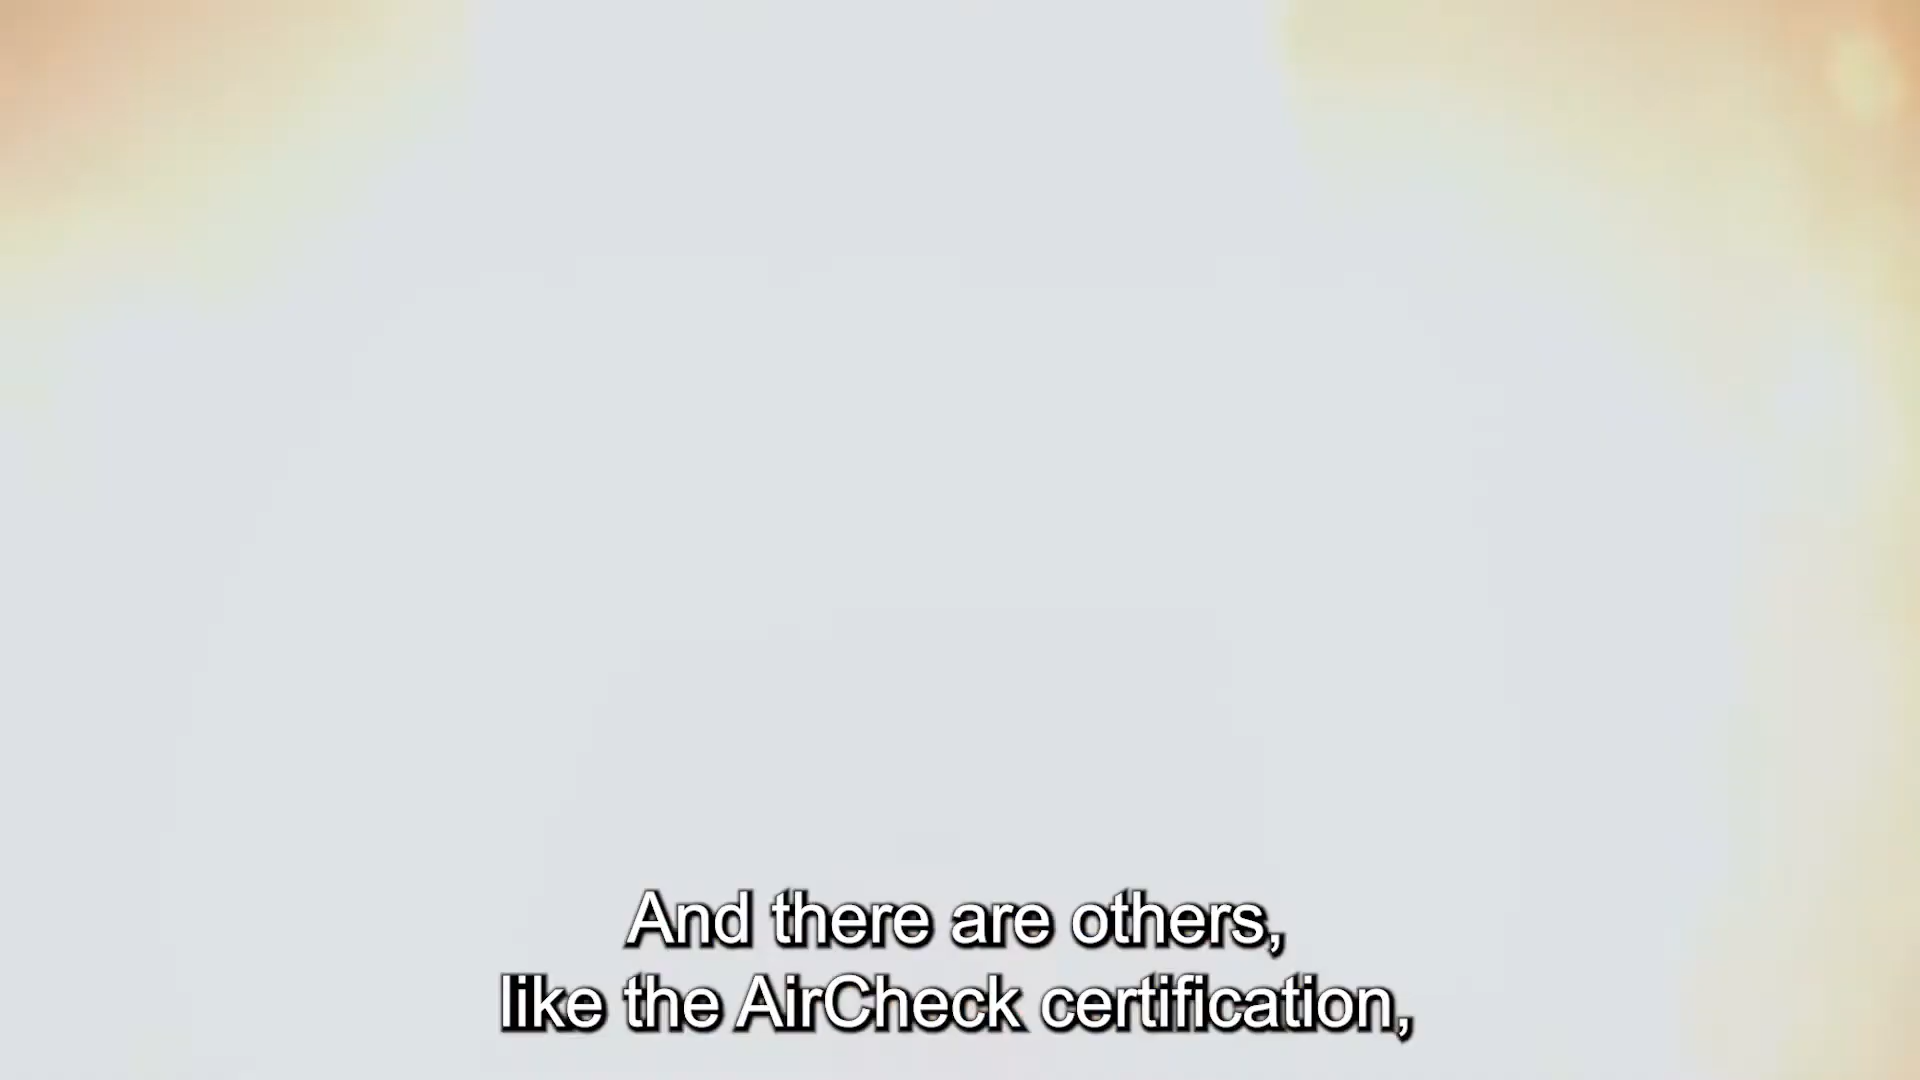 And there are others,
like the AirCheck certification,